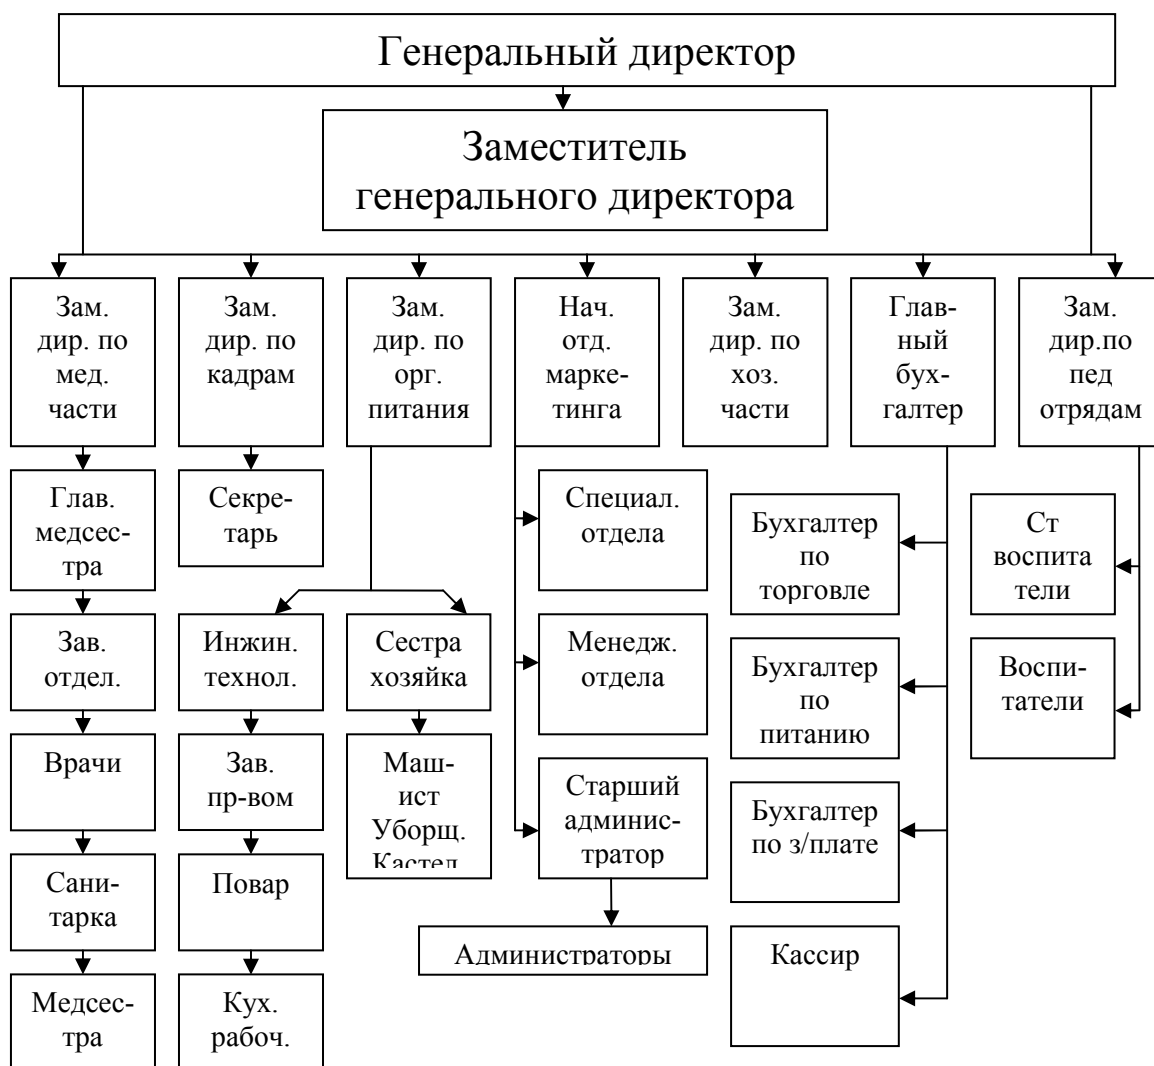 Генеральный директор
Заместитель
генерального директора
Зам.
дир. по
мед.
части
Зам.
дир. по
кадрам
Зам.
дир. по
орг.
питания
Нач.
отд.
марке-
тинга
Зам.
дир. по
хоз.
части
Глав-
ный
бух-
галтер
Зам.
дир.по
пед
отрядам
Глав.
медсес-
тра
Секре-
тарь
Специал.
отдела
Бухгалтер
по
торговле
Ст
воспита
тели
Зав.
отдел.
Инжин.
технол.
Сестра
хозяйка
Менедж.
отдела
Бухгалтер
по
питанию
Воспи-
татели
Врачи
Зав.
пр-вом
Маш-
ист
Уборщ.
Кастел.
Старший
админис-
тратор
Бухгалтер
по з/плате
Сани-
тарка
Повар
Администраторы
Кассир
Медсес-
тра
Кух.
рабоч.